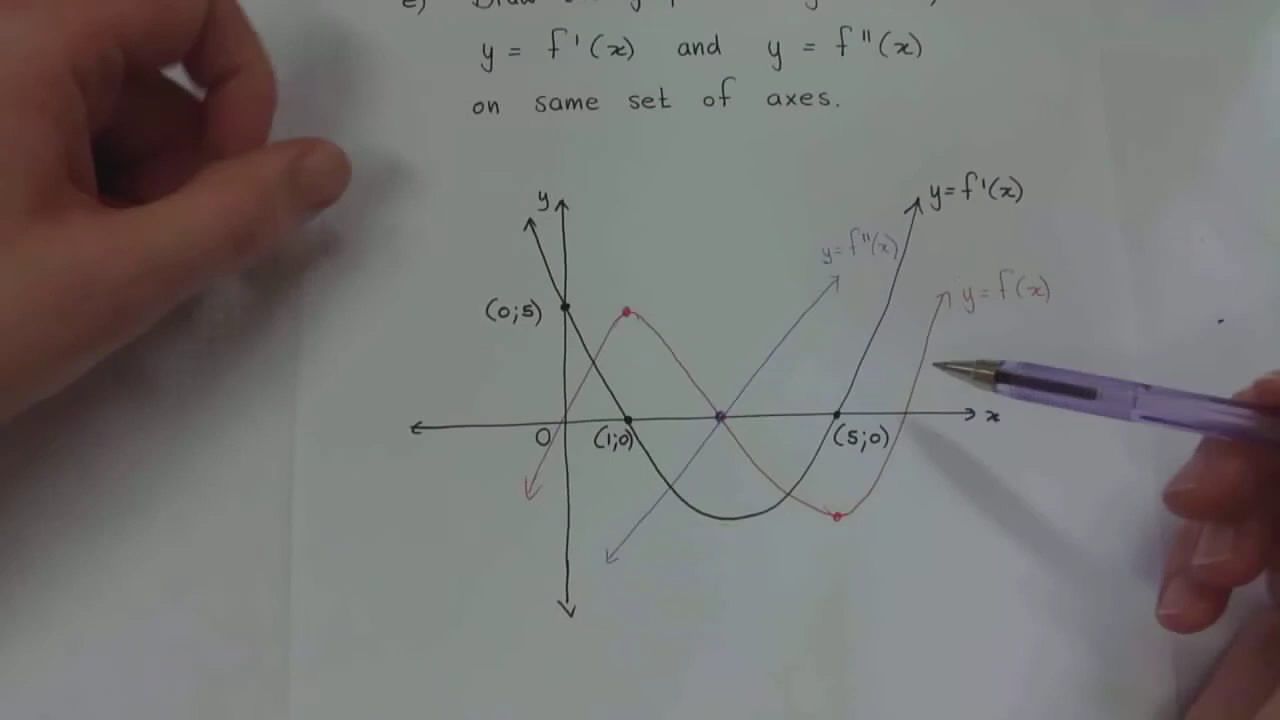 e)
y = f'(x) and y = f"(x)
on same set of axes.
y
y=f'(x)
y=f"(x)
y=f(x)
(0;5)
x
0
(1;0)
(5;0)